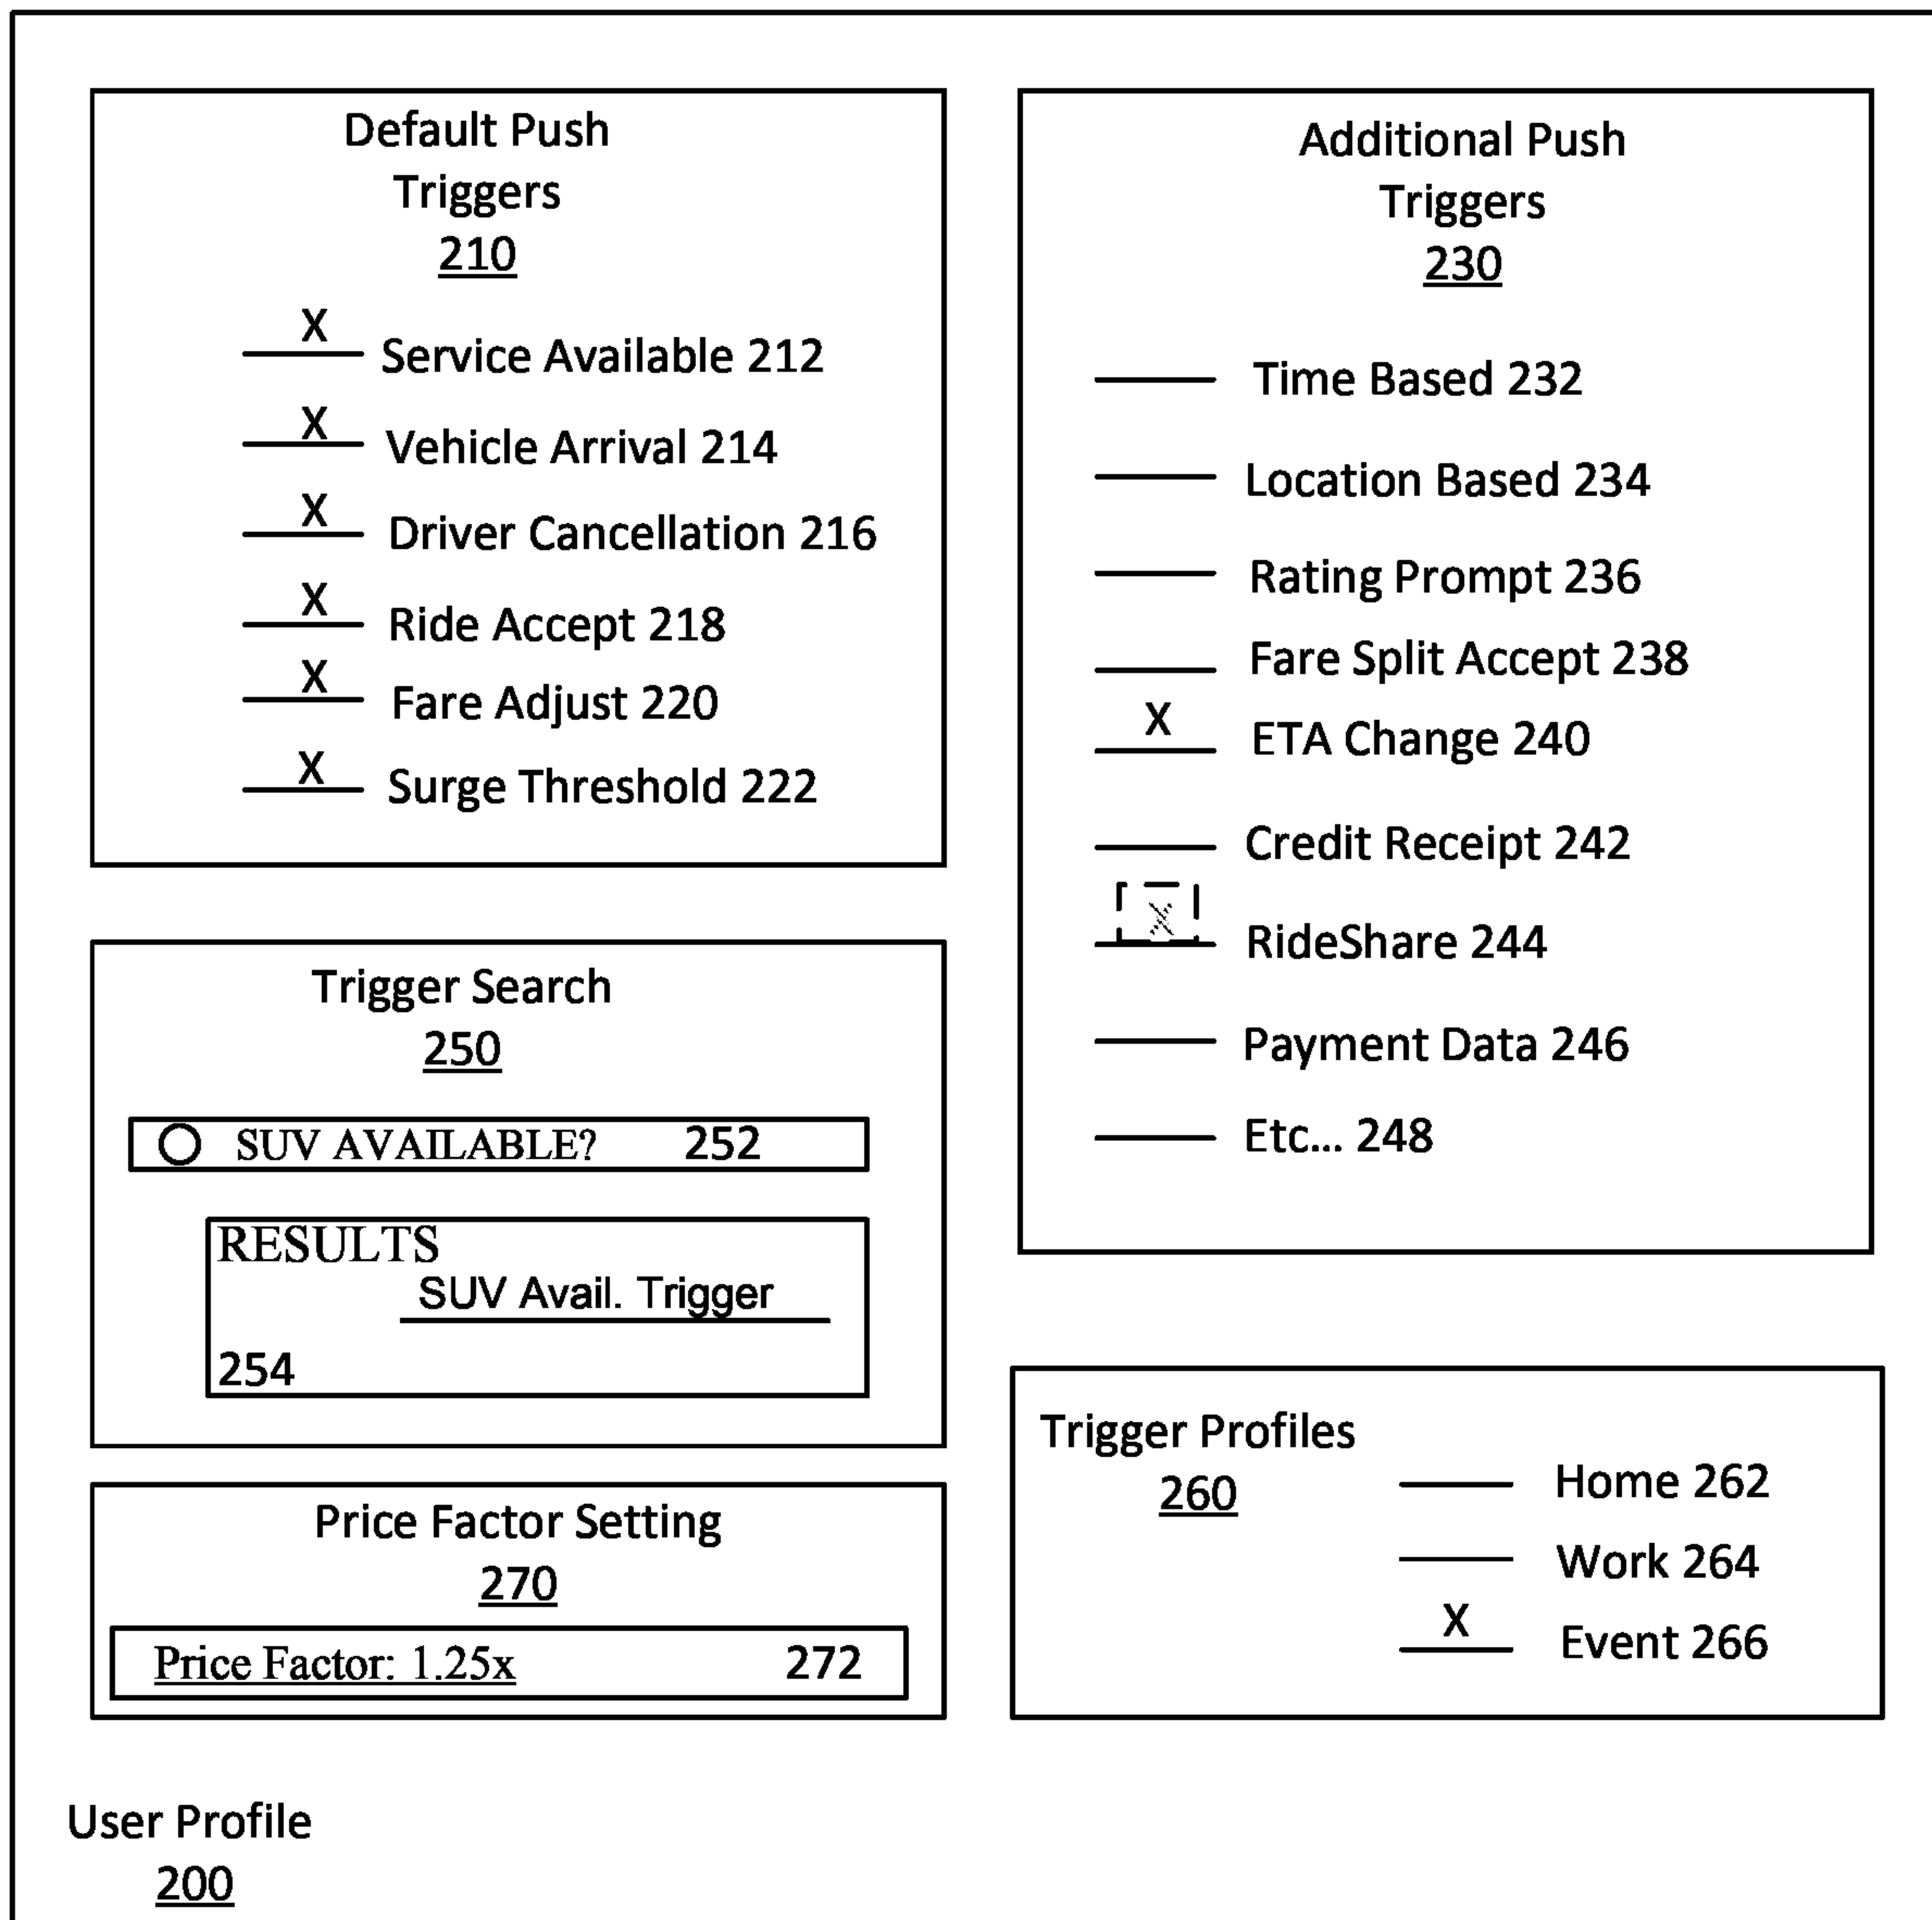 Default Push
Triggers
210
X
Service Available 212
X
Vehicle Arrival 214
X
Driver Cancellation 216
X
Ride Accept 218
X
Fare Adjust 220
X
Surge Threshold 222
Additional Push
Triggers
230
Time Based 232
Location Based 234
Rating Prompt 236
Fare Split Accept 238
X
ETA Change 240
Credit Receipt 242
X
RideShare 244
Payment Data 246
Etc... 248
Trigger Search
250
SUV AVAILABLE? 252
RESULTS
SUV Avail. Trigger
254
Trigger Profiles
260
Home 262
Work 264
X
Event 266
Price Factor Setting
270
Price Factor: 1.25x 272
User Profile
200